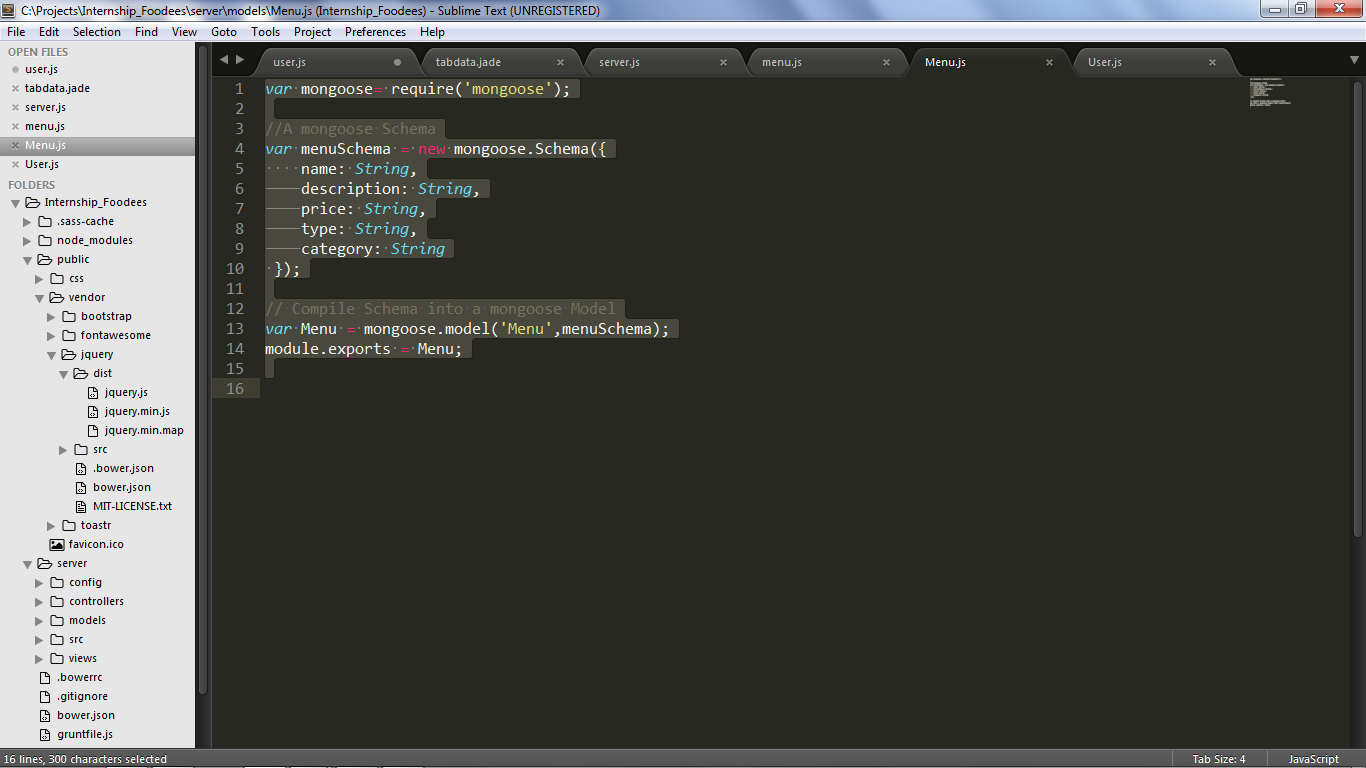 C:\Projects\Internship_Foodees\server\models\Menu.js (Internship_Foodees) - Sublime Text (UNREGISTERED)
File Edit Selection Find View Goto Tools Project Preferences Help
OPEN FILES
user.js
tabdata.jade
server.js
menu.js
Menu.js
User.js
FOLDERS
Internship_Foodees
.sass-cache
node_modules
public
css
vendor
bootstrap
fontawesome
jquery
dist
jquery.js
jquery.min.js
jquery.min.map
src
.bower.json
bower.json
MIT-LICENSE.txt
toastr
favicon.ico
server
config
controllers
models
src
views
.bowerrc
.gitignore
bower.json
gruntfile.js
user.js tabdata.jade server.js menu.js Menu.js User.js
1 var mongoose= require('mongoose');
2
3 //A mongoose Schema
4 var menuSchema = new mongoose.Schema({
5 name: String,
6 description: String,
7 price: String,
8 type: String,
9 category: String
10 });
11
12 // Compile Schema into a mongoose Model
13 var Menu = mongoose.model('Menu',menuSchema);
14 module.exports = Menu;
15
16
16 lines, 300 characters selected Tab Size: 4 JavaScript